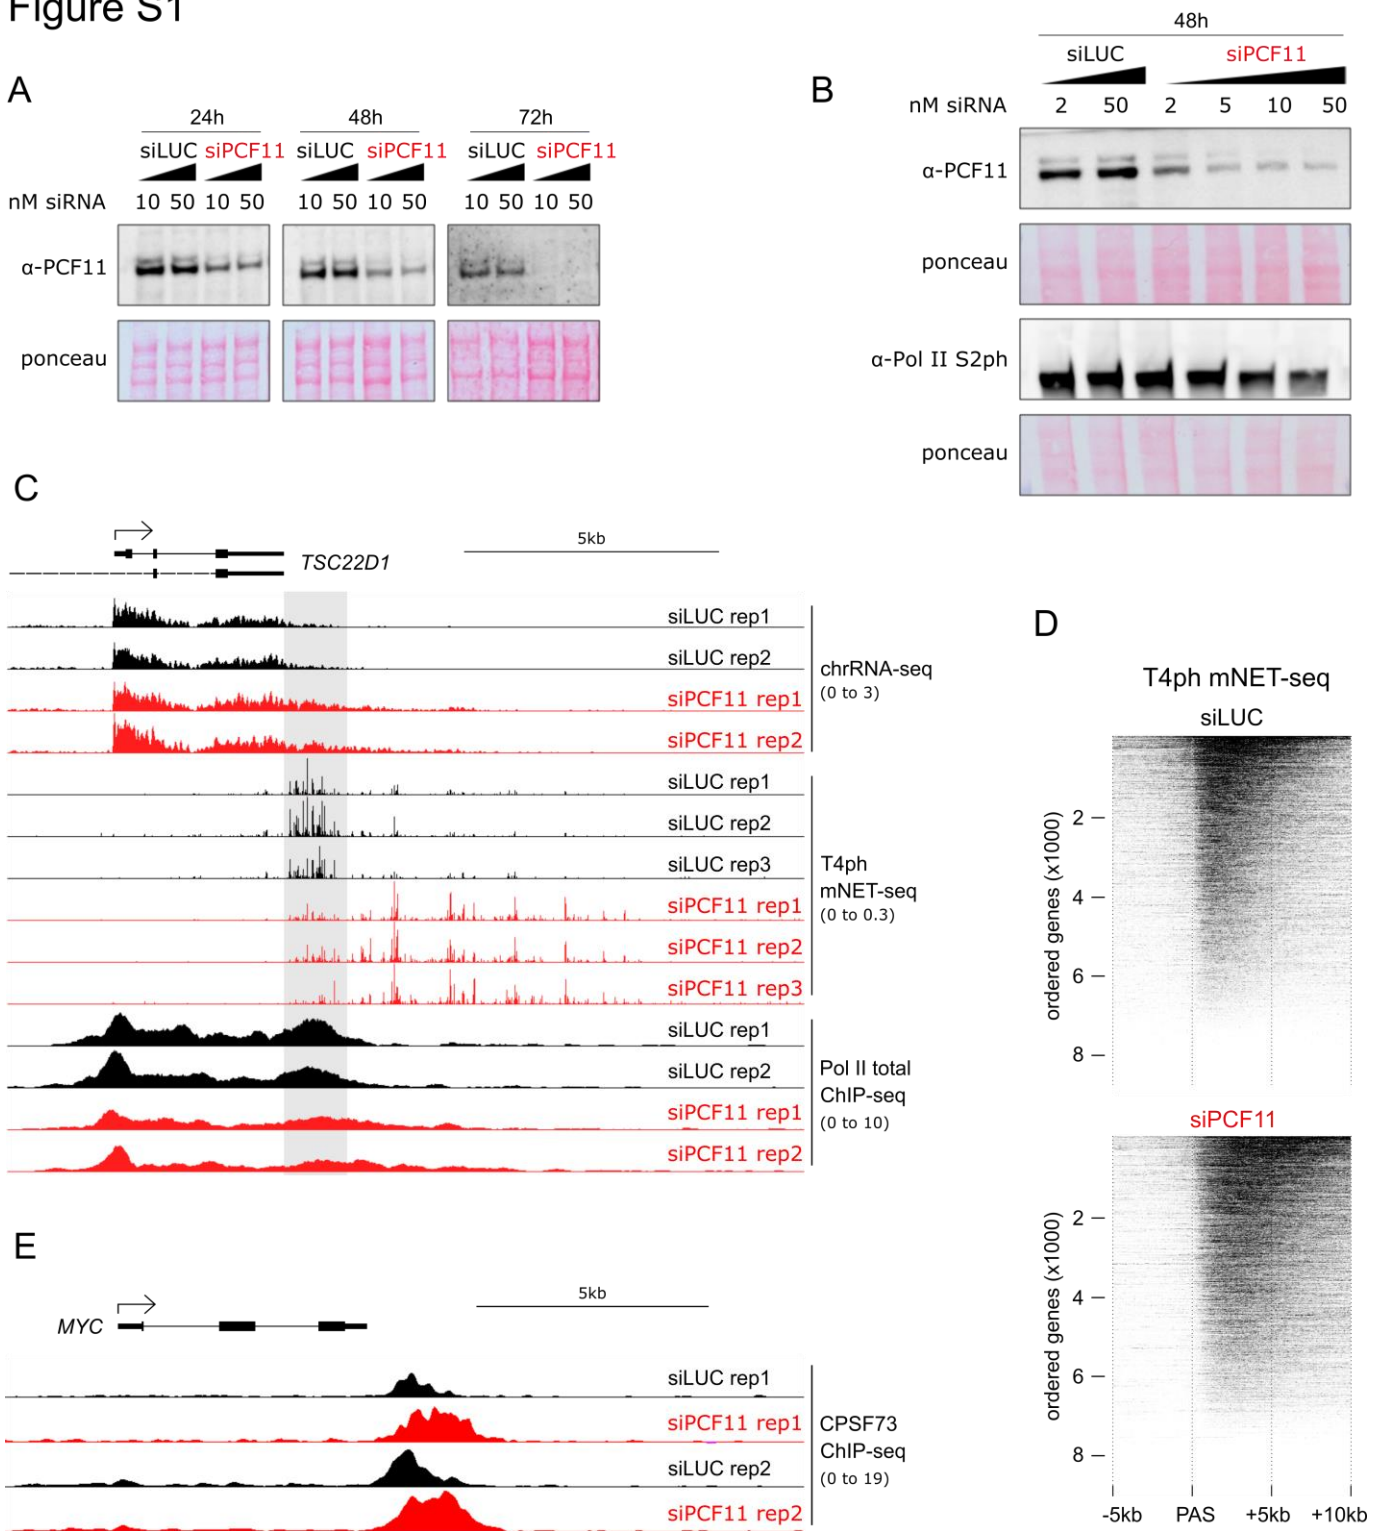 Figure S1
A
24h 48h 72h
siLUC siPCF11 siLUC siPCF11 siLUC siPCF11
nM siRNA 10 50 10 50 10 50 10 50 10 50 10 50
α-PCF11
ponceau
B
48h
siLUC siPCF11
nM siRNA 2 50 2 5 10 50
α-PCF11
ponceau
α-Pol II S2ph
ponceau
C
5kb
TSC22D1
siLUC rep1
siLUC rep2
siPCF11 rep1
siPCF11 rep2
chrRNA-seq
(0 to 3)
siLUC rep1
siLUC rep2
siLUC rep3
siPCF11 rep1
siPCF11 rep2
siPCF11 rep3
T4ph
mNET-seq
(0 to 0.3)
siLUC rep1
siLUC rep2
siPCF11 rep1
siPCF11 rep2
Pol II total
ChIP-seq
(0 to 10)
D
T4ph mNET-seq
siLUC
ordered genes (x1000)
2
4
6
8
siPCF11
ordered genes (x1000)
2
4
6
8
-5kb PAS +5kb +10kb
E
5kb
MYC
siLUC rep1
siPCF11 rep1
siLUC rep2
siPCF11 rep2
CPSF73
ChIP-seq
(0 to 19)